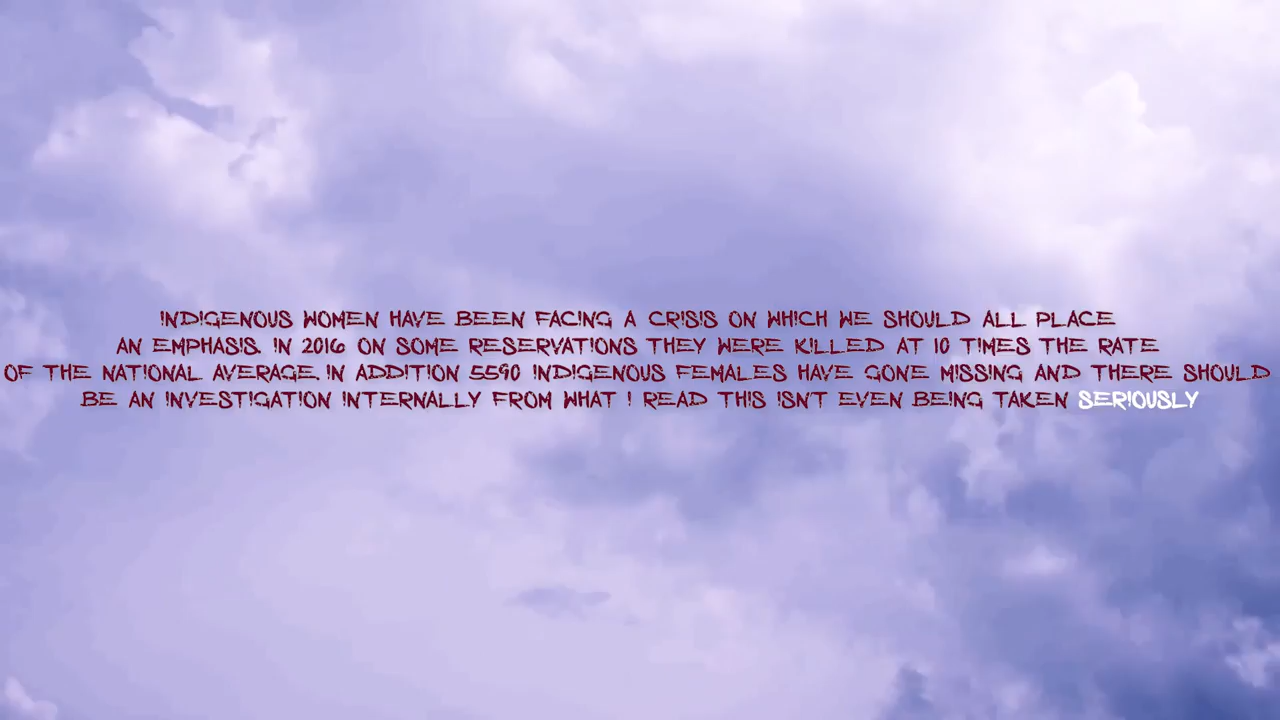 INDIGENOUS WOMEN HAVE BEEN FACING A CRISIS ON WHICH WE SHOULD ALL PLACE
AN EMPHASIS. IN 2016 ON SOME RESERVATIONS THEY WERE KILLED AT 10 TIMES THE RATE
OF THE NATIONAL AVERAGE. IN ADDITION 5590 INDIGENOUS FEMALES HAVE GONE MISSING AND THERE SHOULD
BE AN INVESTIGATION INTERNALLY FROM WHAT I READ THIS ISN'T EVEN BEING TAKEN SERIOUSLY